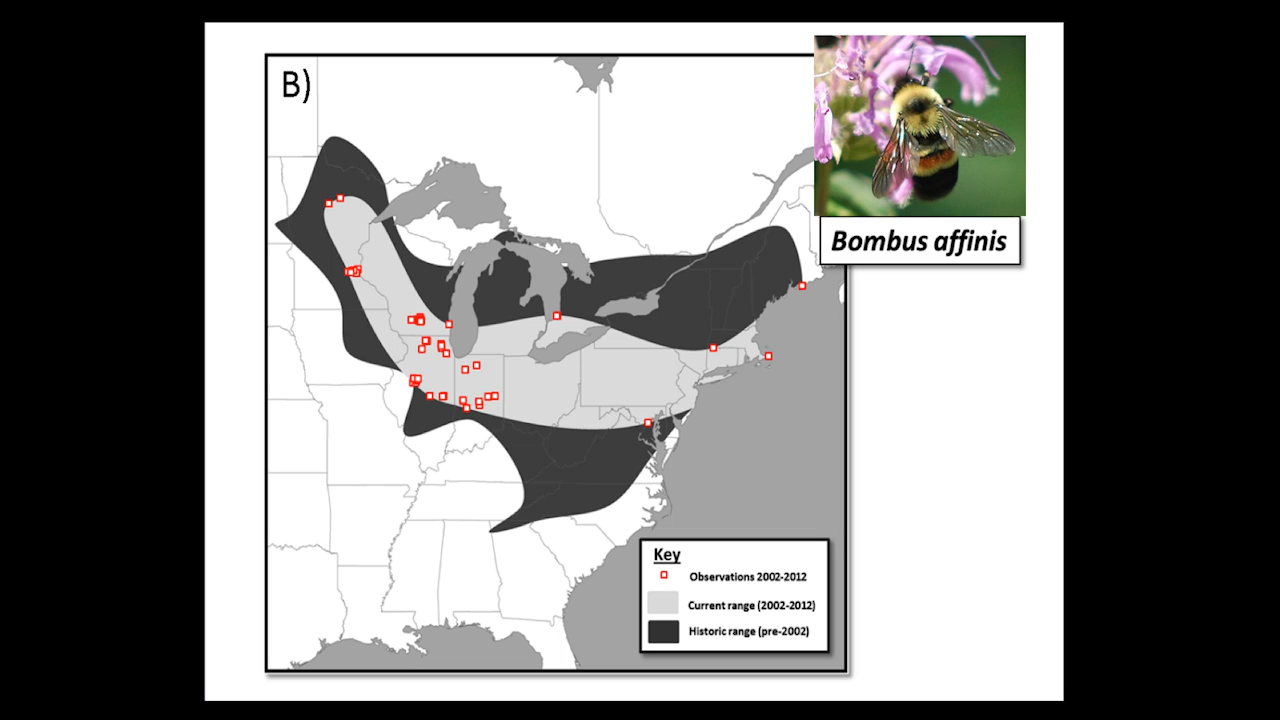 B)
Bombus affinis
Key
Observations 2002-2012
Current range (2002-2012)
Historic range (pre-2002)